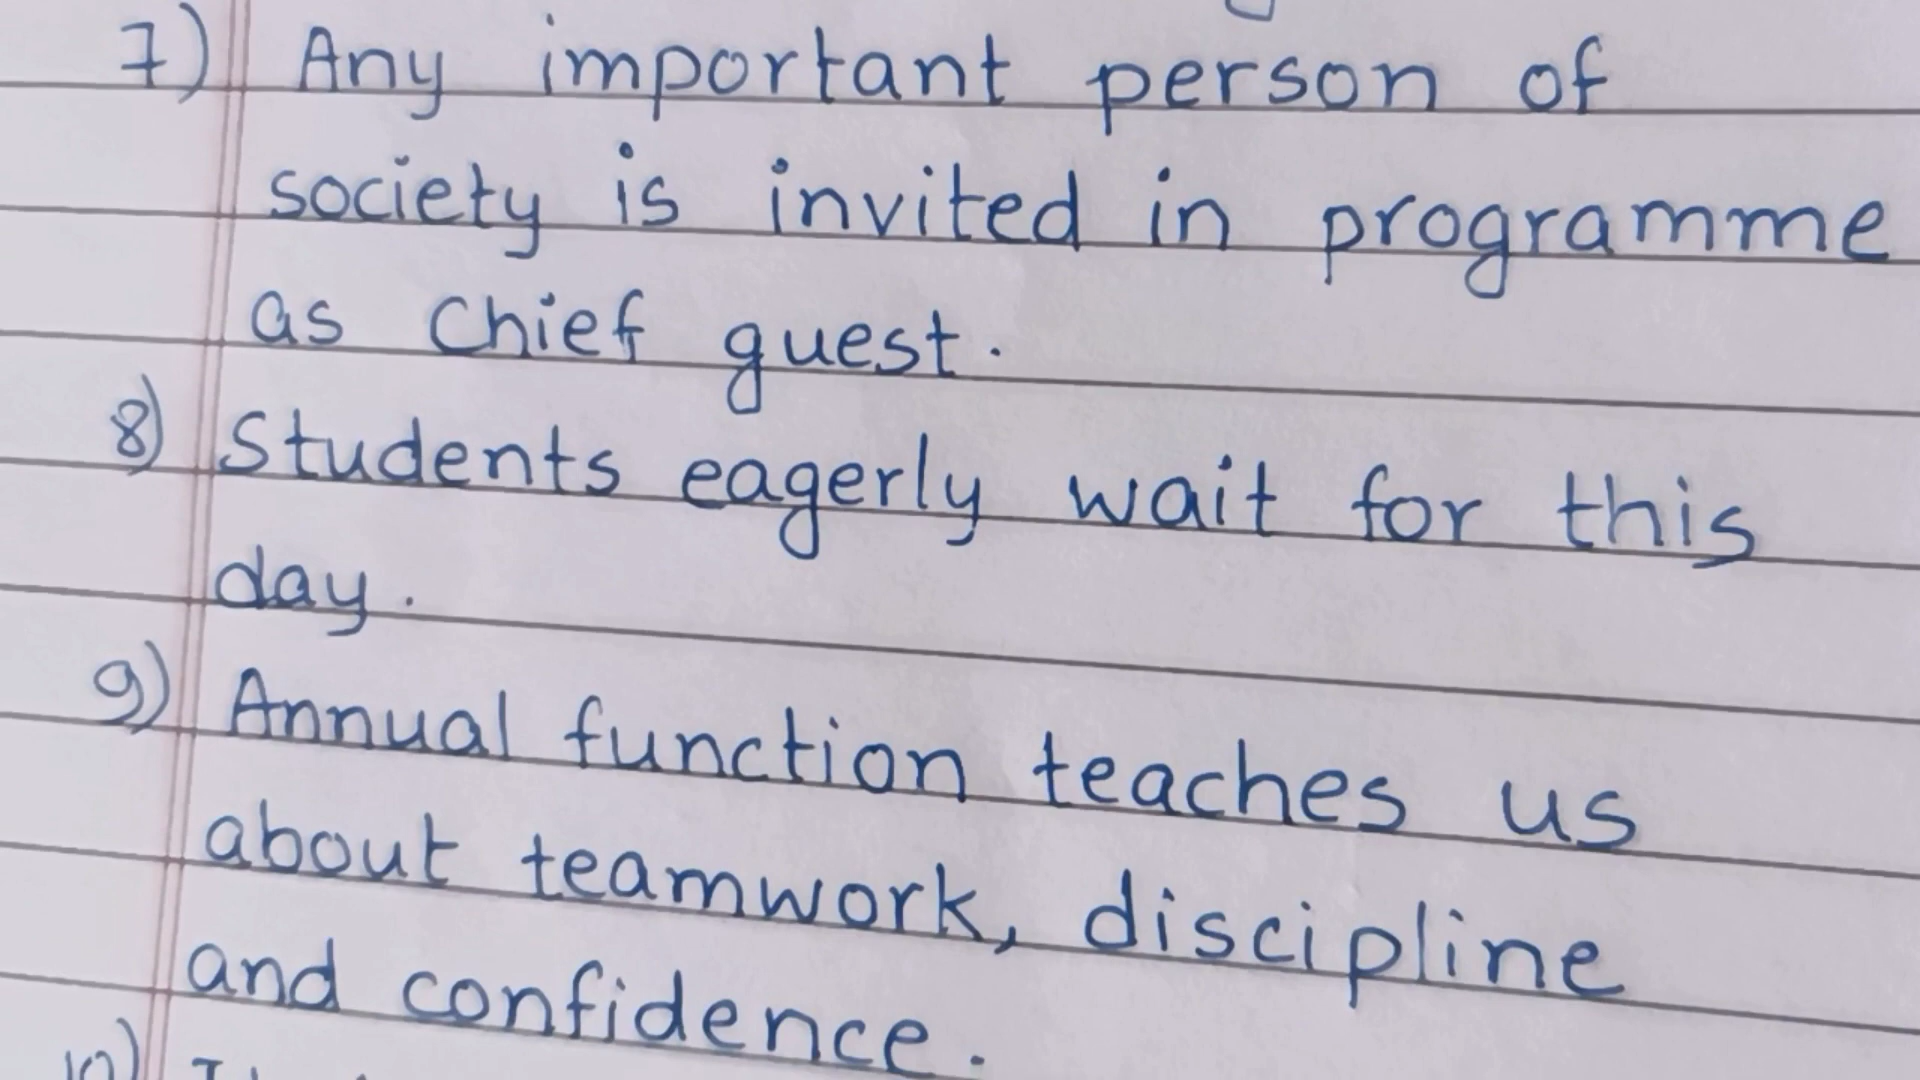 7) Any important person of
society is invited in programme
as Chief guest.
8) Students eagerly wait for this
day.
9) Annual function teaches us
about teamwork, discipline
and confidence.
10)